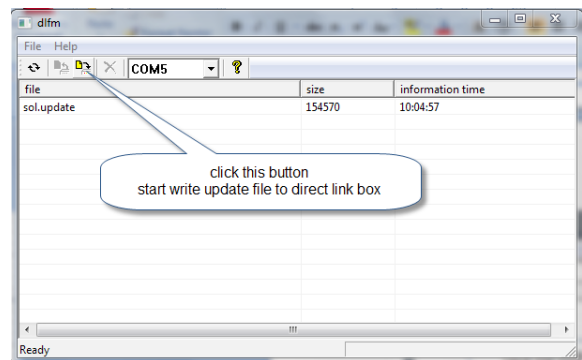 dlfm
File Help
COM5
file size information time
sol.update 154570 10:04:57
click this button
start write update file to direct link box
Ready